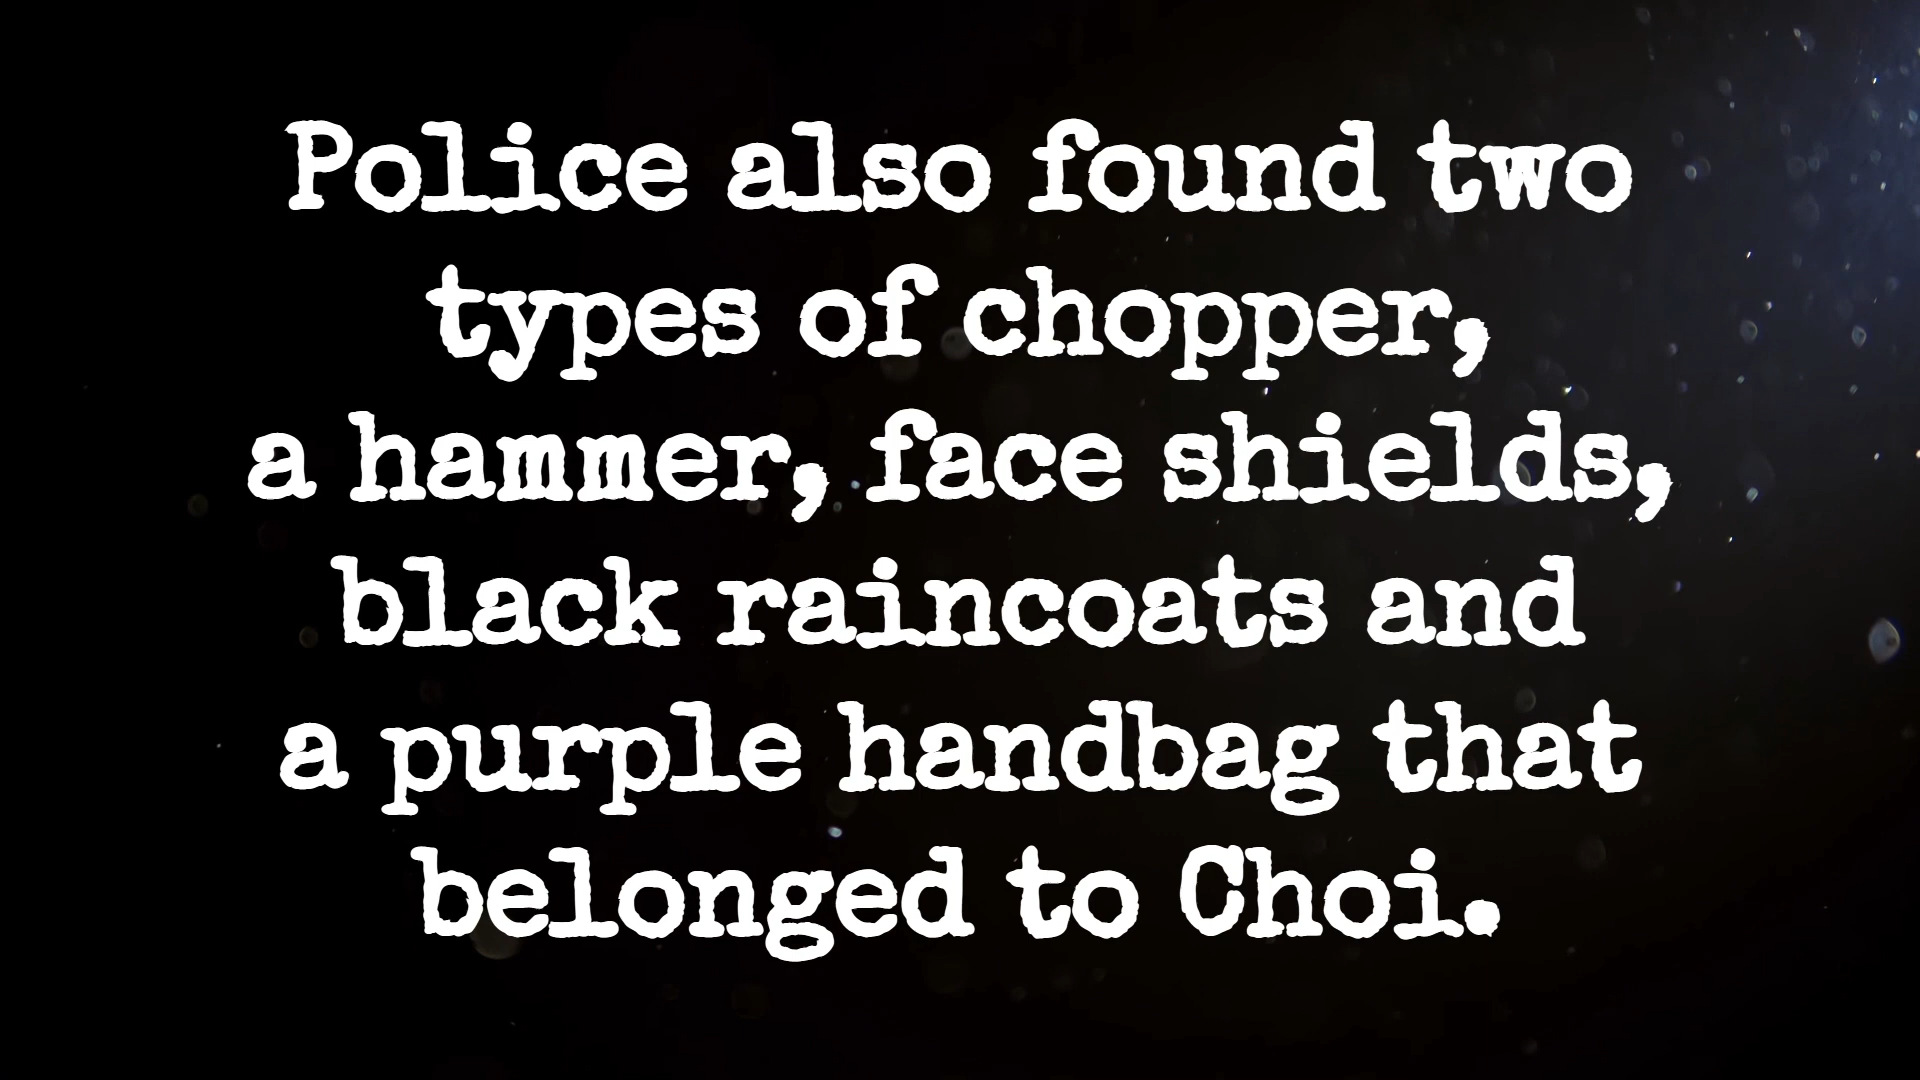 Police also found two
types of chopper,
a hammer, face shields,
black raincoats and
a purple handbag that
belonged to Choi.